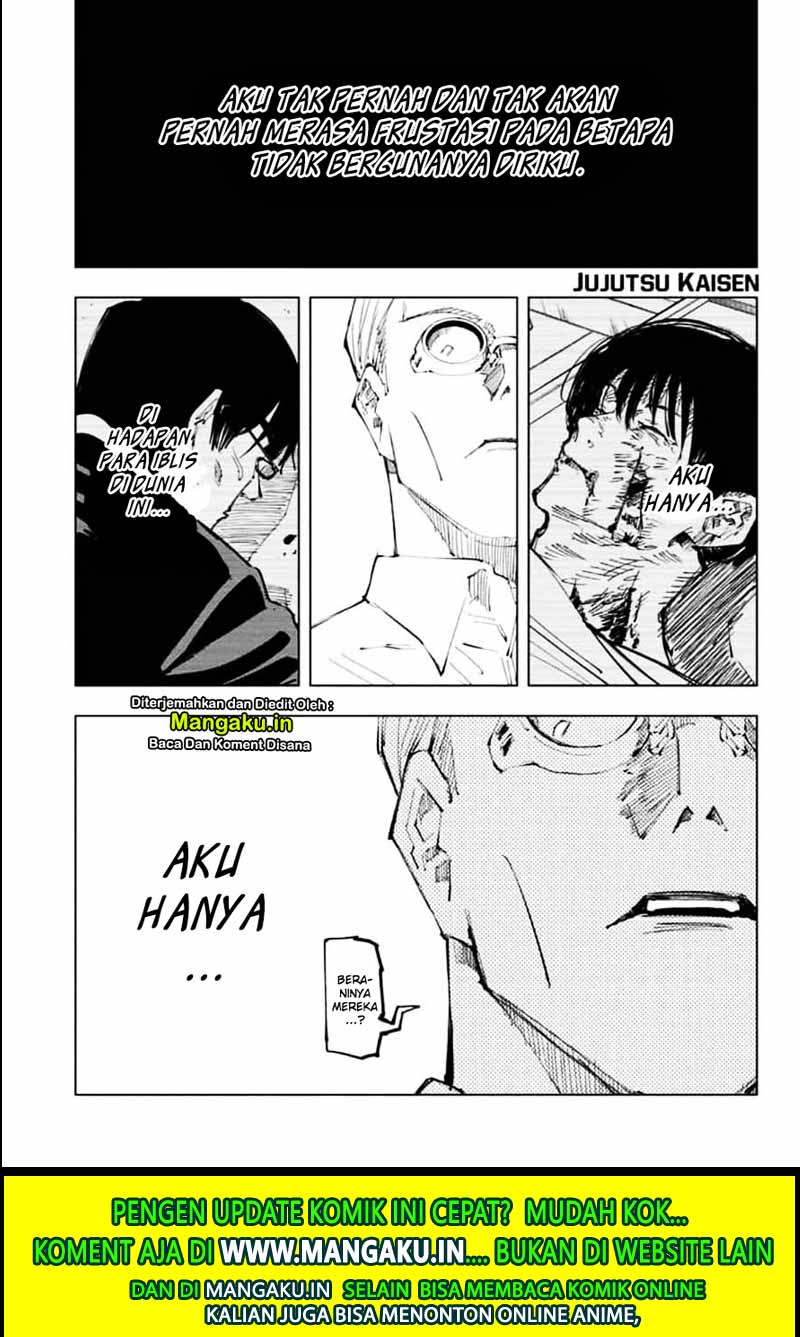 AKU TAK PERNAH DAN TAK AKAN
PERNAH MERASA FRUSTASI PADA BETAPA
TIDAK BERGUNANYA DIRIKU.
JUJUTSU KAISEN
DI
HADAPAN
PARA IBLIS
DI DUNIA
INI...
AKU
HANYA...
Diterjemahkan dan Diedit Oleh :
Mangaku.in
Baca Dan Koment Disana
AKU
HANYA
...
BERA-
NINYA
MEREKA
...?
PENGEN UPDATE KOMIK INI CEPAT? MUDAH KOK...
KOMENT AJA DI WWW.MANGAKU.IN.... BUKAN DI WEBSITE LAIN
DAN DI MANGAKU.IN SELAIN BISA MEMBACA KOMIK ONLINE
KALIAN JUGA BISA MENONTON ONLINE ANIME,